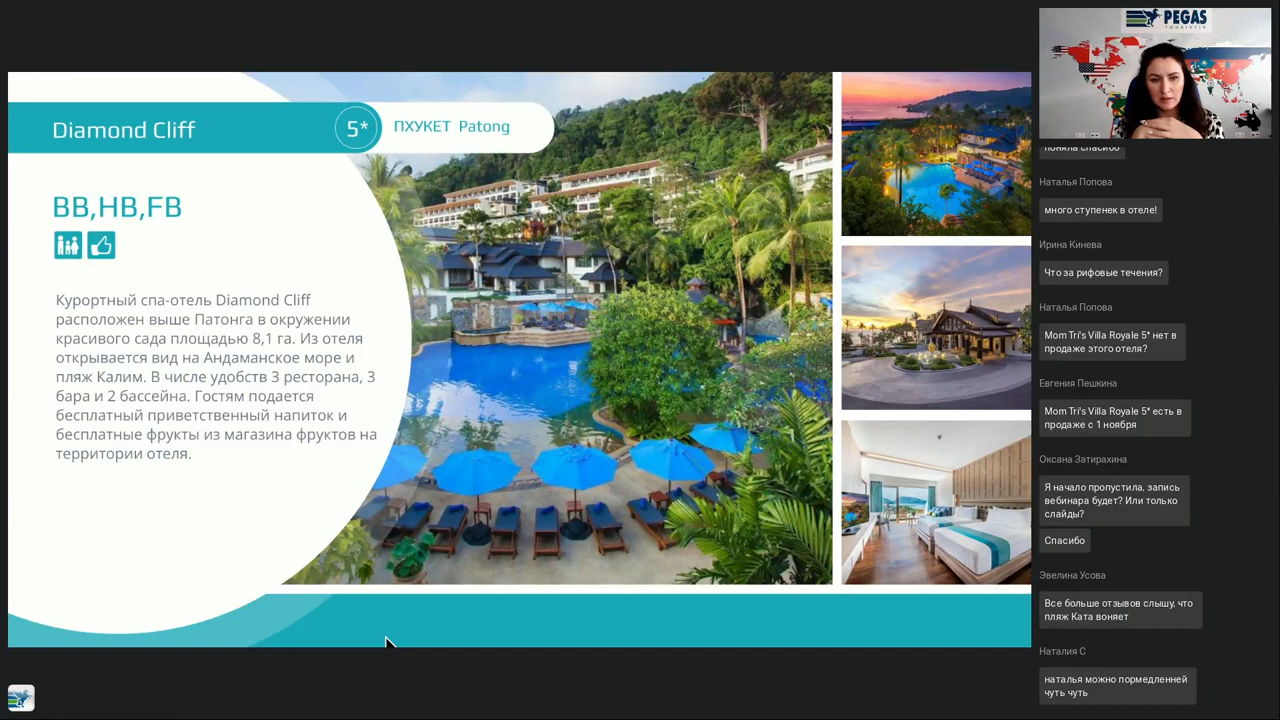 Diamond Cliff
5*
ПХУКЕТ Patong
BB,HB,FB
Курортный спа-отель Diamond Cliff
расположен выше Патонга в окружении
красивого сада площадью 8,1 га. Из отеля
открывается вид на Андаманское море и
пляж Калим. В числе удобств 3 ресторана, 3
бара и 2 бассейна. Гостям подается
бесплатный приветственный напиток и
бесплатные фрукты из магазина фруктов на
территории отеля.
PEGAS
TOURISTIK
поняла спасибо
Наталья Попова
много ступенек в отеле!
Ирина Кинева
Что за рифовые течения?
Наталья Попова
Mom Tri's Villa Royale 5* нет в
продаже этого отеля?
Евгения Пешкина
Mom Tri's Villa Royale 5* есть в
продаже с 1 ноября
Оксана Затирахина
Я начало пропустила, запись
вебинара будет? Или только
слайды?
Спасибо
Эвелина Усова
Все больше отзывов слышу, что
пляж Ката воняет
Наталия С
наталья можно пормедленней
чуть чуть